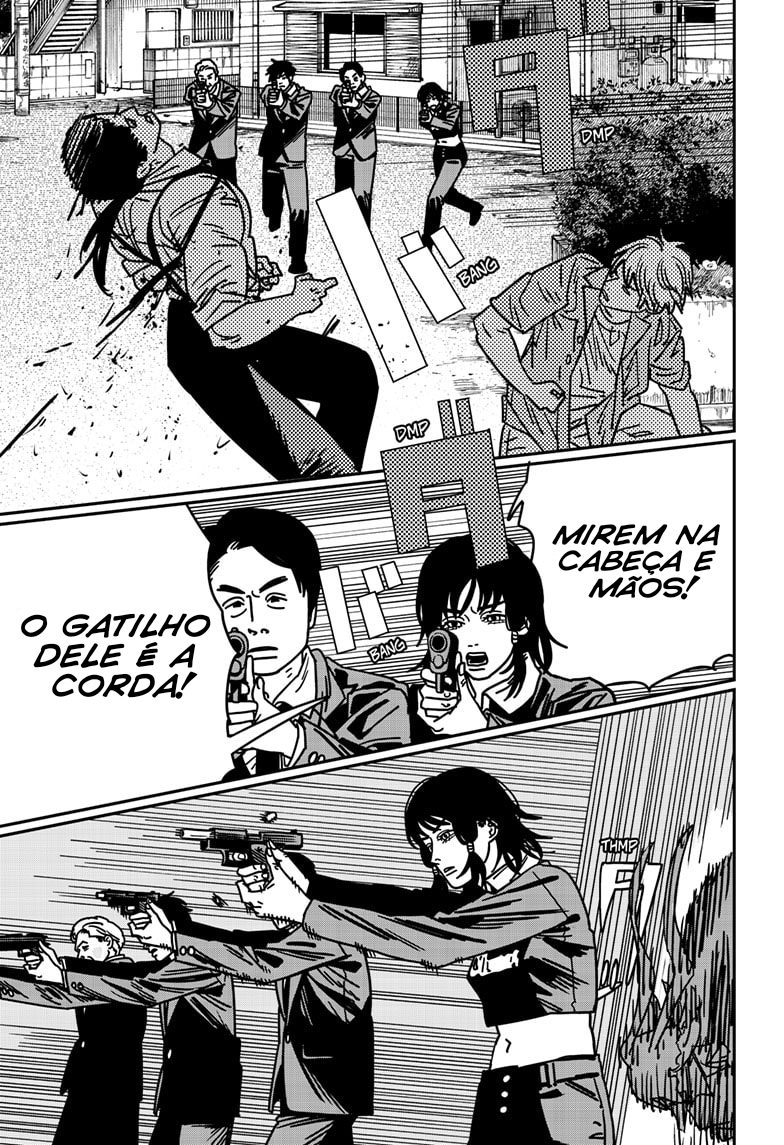 DMP
BANG
DMP
MIREM NA
CABEÇA E
MÃOS!
O GATILHO
DELE É A
CORDA!
BANG
THMP